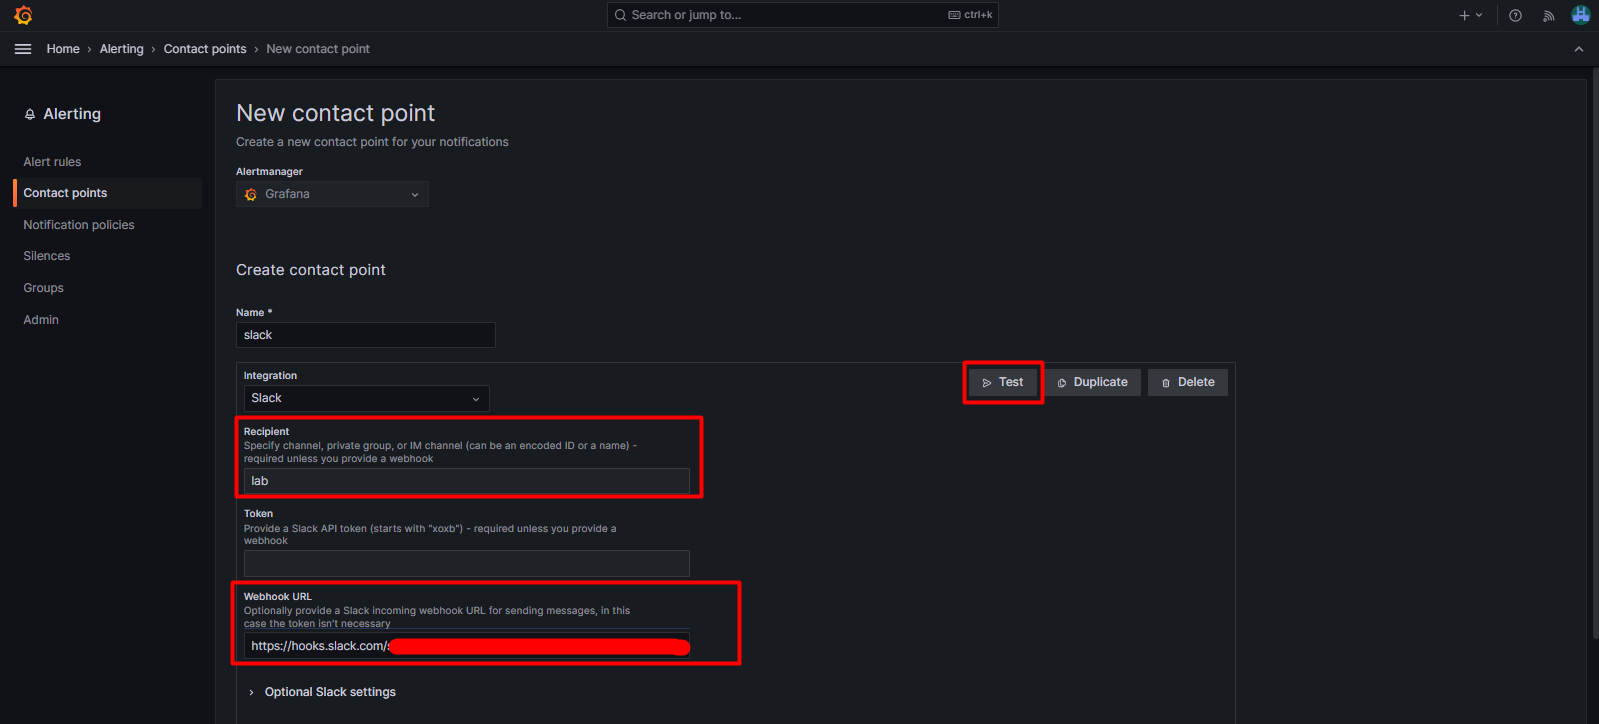 Search or jump to...
ctrl+k
Home › Alerting › Contact points › New contact point
Alerting
Alert rules
Contact points
Notification policies
Silences
Groups
Admin
New contact point
Create a new contact point for your notifications
Alertmanager
Grafana
Create contact point
Name *
slack
Integration
Slack
Test
Duplicate
Delete
Recipient
Specify channel, private group, or IM channel (can be an encoded ID or a name) -
required unless you provide a webhook
lab
Token
Provide a Slack API token (starts with "xoxb") - required unless you provide a
webhook
Webhook URL
Optionally provide a Slack incoming webhook URL for sending messages, in this
case the token isn't necessary
https://hooks.slack.com/
Optional Slack settings